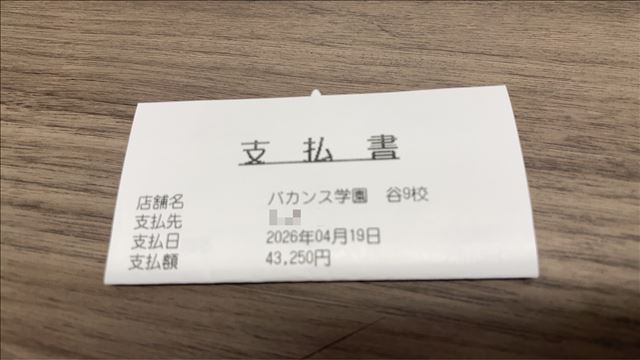 支払書
店舗名 バカンス学園 谷9校
支払先
支払日 2026年04月19日
支払額 43,250円